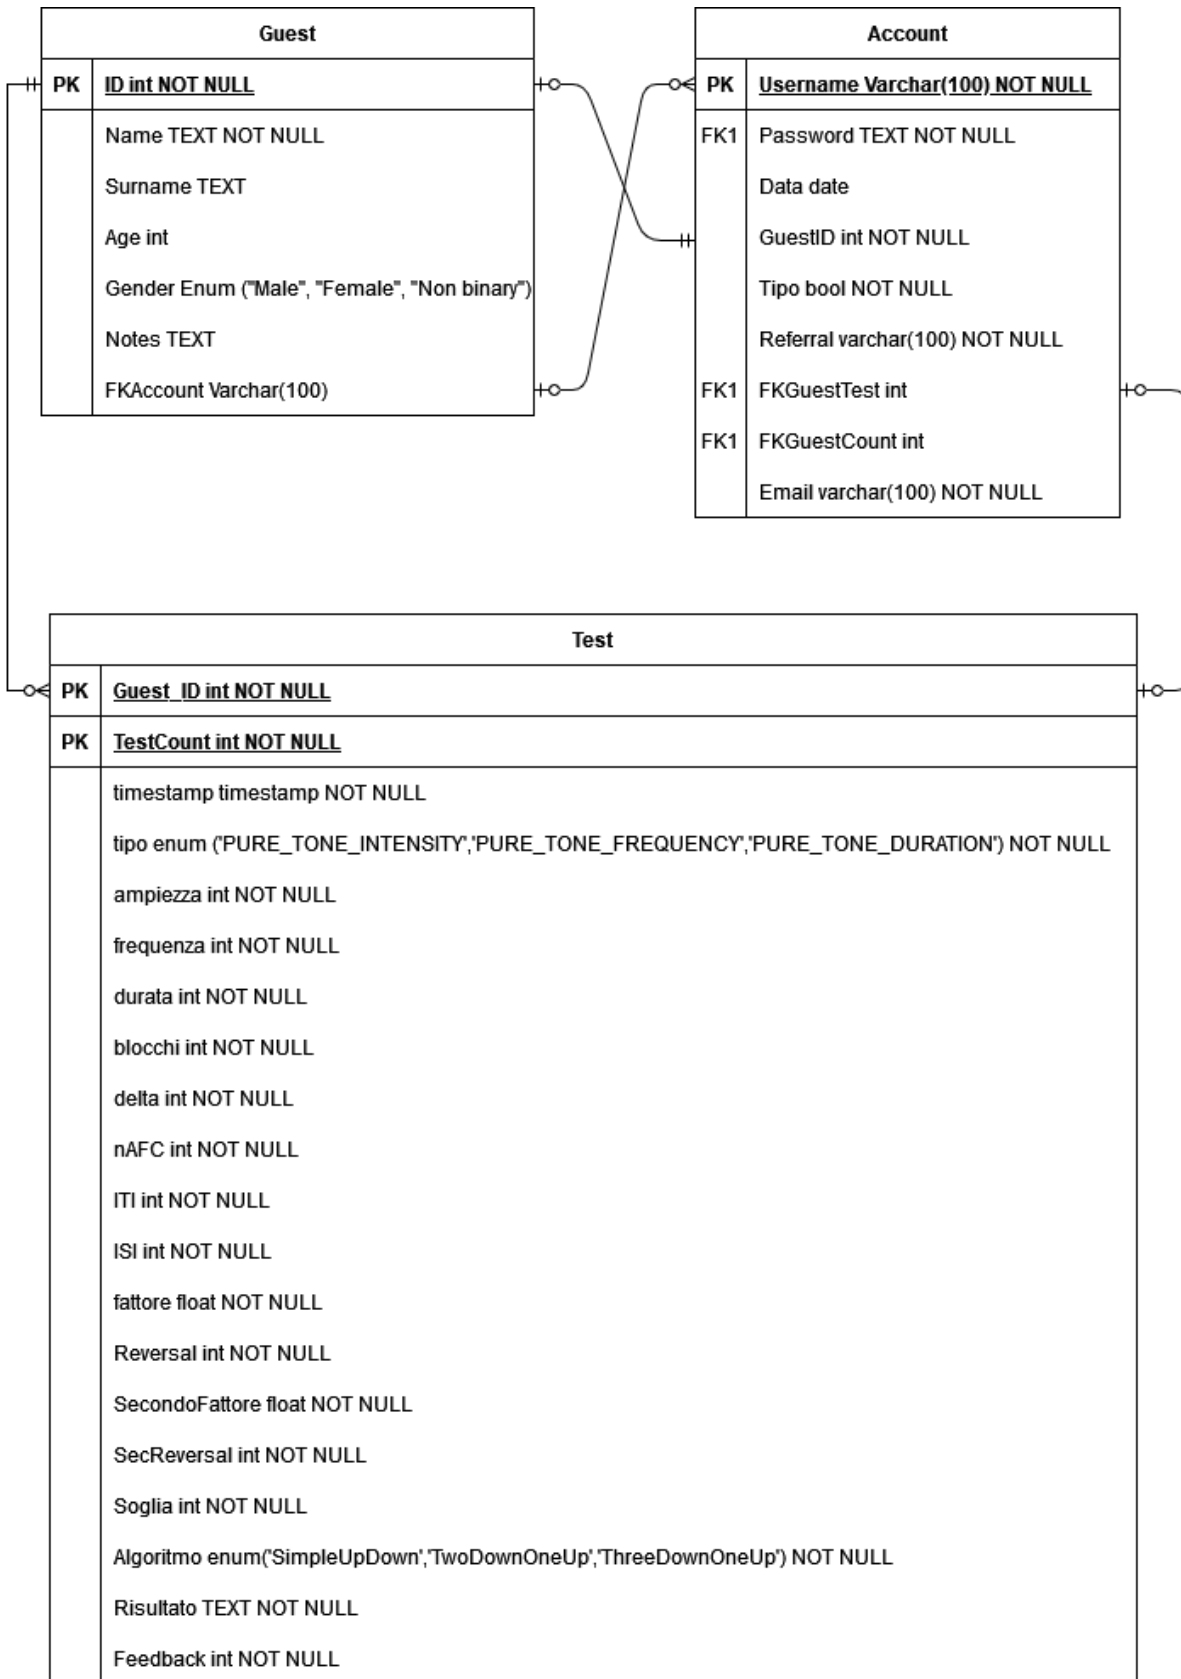 Guest
PK ID int NOT NULL
Name TEXT NOT NULL
Surname TEXT
Age int
Gender Enum ("Male", "Female", "Non binary")
Notes TEXT
FKAccount Varchar(100)
Account
PK Username Varchar(100) NOT NULL
FK1 Password TEXT NOT NULL
Data date
GuestID int NOT NULL
Tipo bool NOT NULL
Referral varchar(100) NOT NULL
FK1 FKGuestTest int
FK1 FKGuestCount int
Email varchar(100) NOT NULL
Test
PK Guest_ID int NOT NULL
PK TestCount int NOT NULL
timestamp timestamp NOT NULL
tipo enum ('PURE_TONE_INTENSITY','PURE_TONE_FREQUENCY','PURE_TONE_DURATION') NOT NULL
ampiezza int NOT NULL
frequenza int NOT NULL
durata int NOT NULL
blocchi int NOT NULL
delta int NOT NULL
nAFC int NOT NULL
ITI int NOT NULL
ISI int NOT NULL
fattore float NOT NULL
Reversal int NOT NULL
SecondoFattore float NOT NULL
SecReversal int NOT NULL
Soglia int NOT NULL
Algoritmo enum('SimpleUpDown','TwoDownOneUp','ThreeDownOneUp') NOT NULL
Risultato TEXT NOT NULL
Feedback int NOT NULL